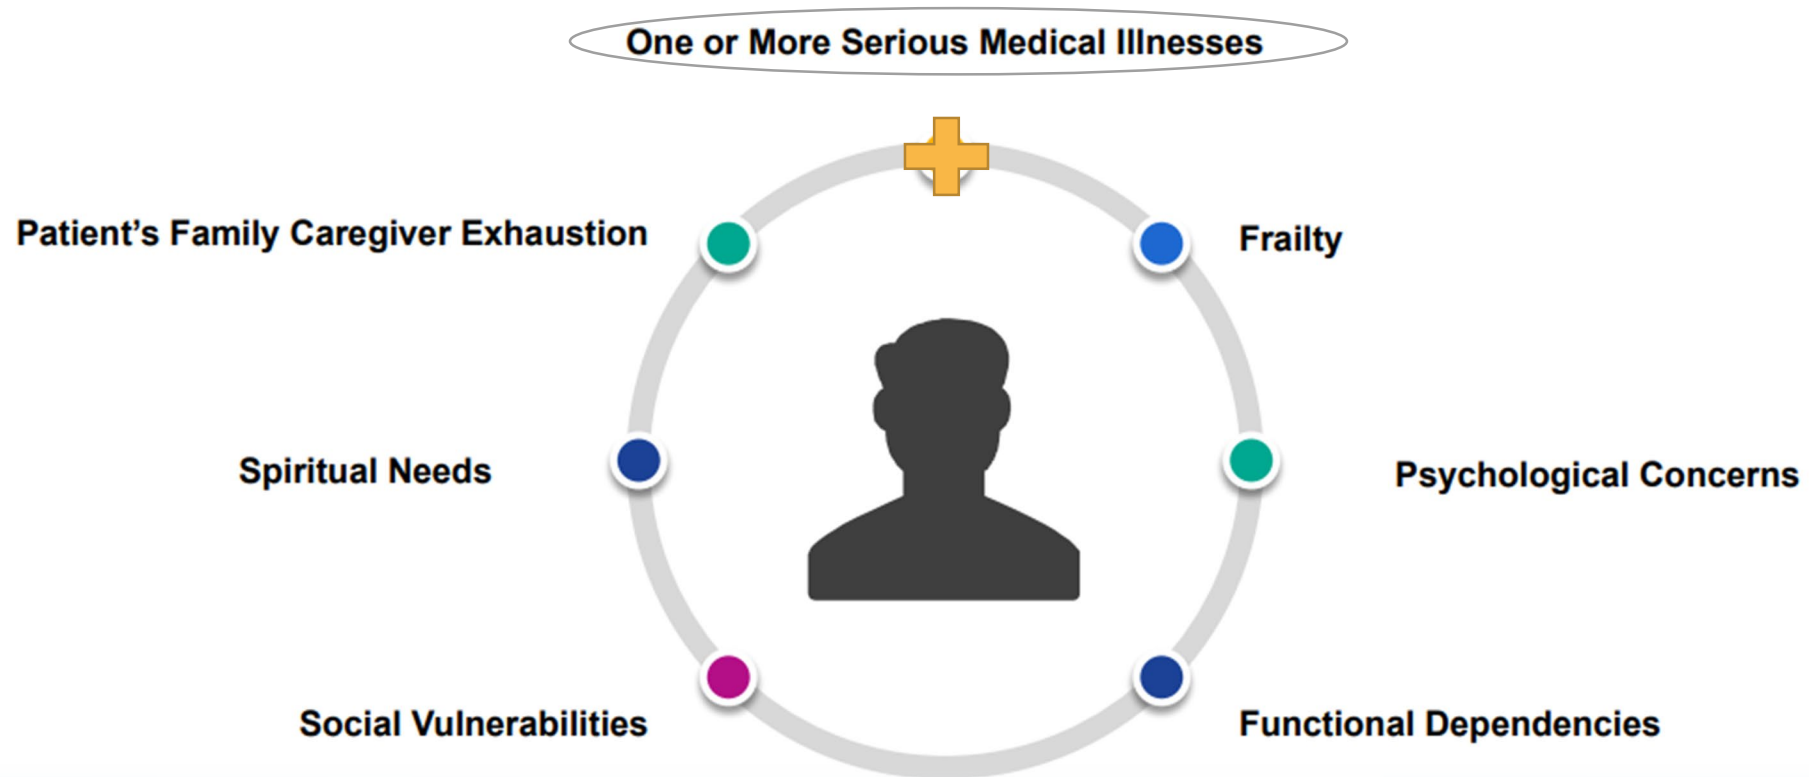 One or More Serious Medical Illnesses
Patient’s Family Caregiver Exhaustion
Frailty
Spiritual Needs
Psychological Concerns
Social Vulnerabilities
Functional Dependencies